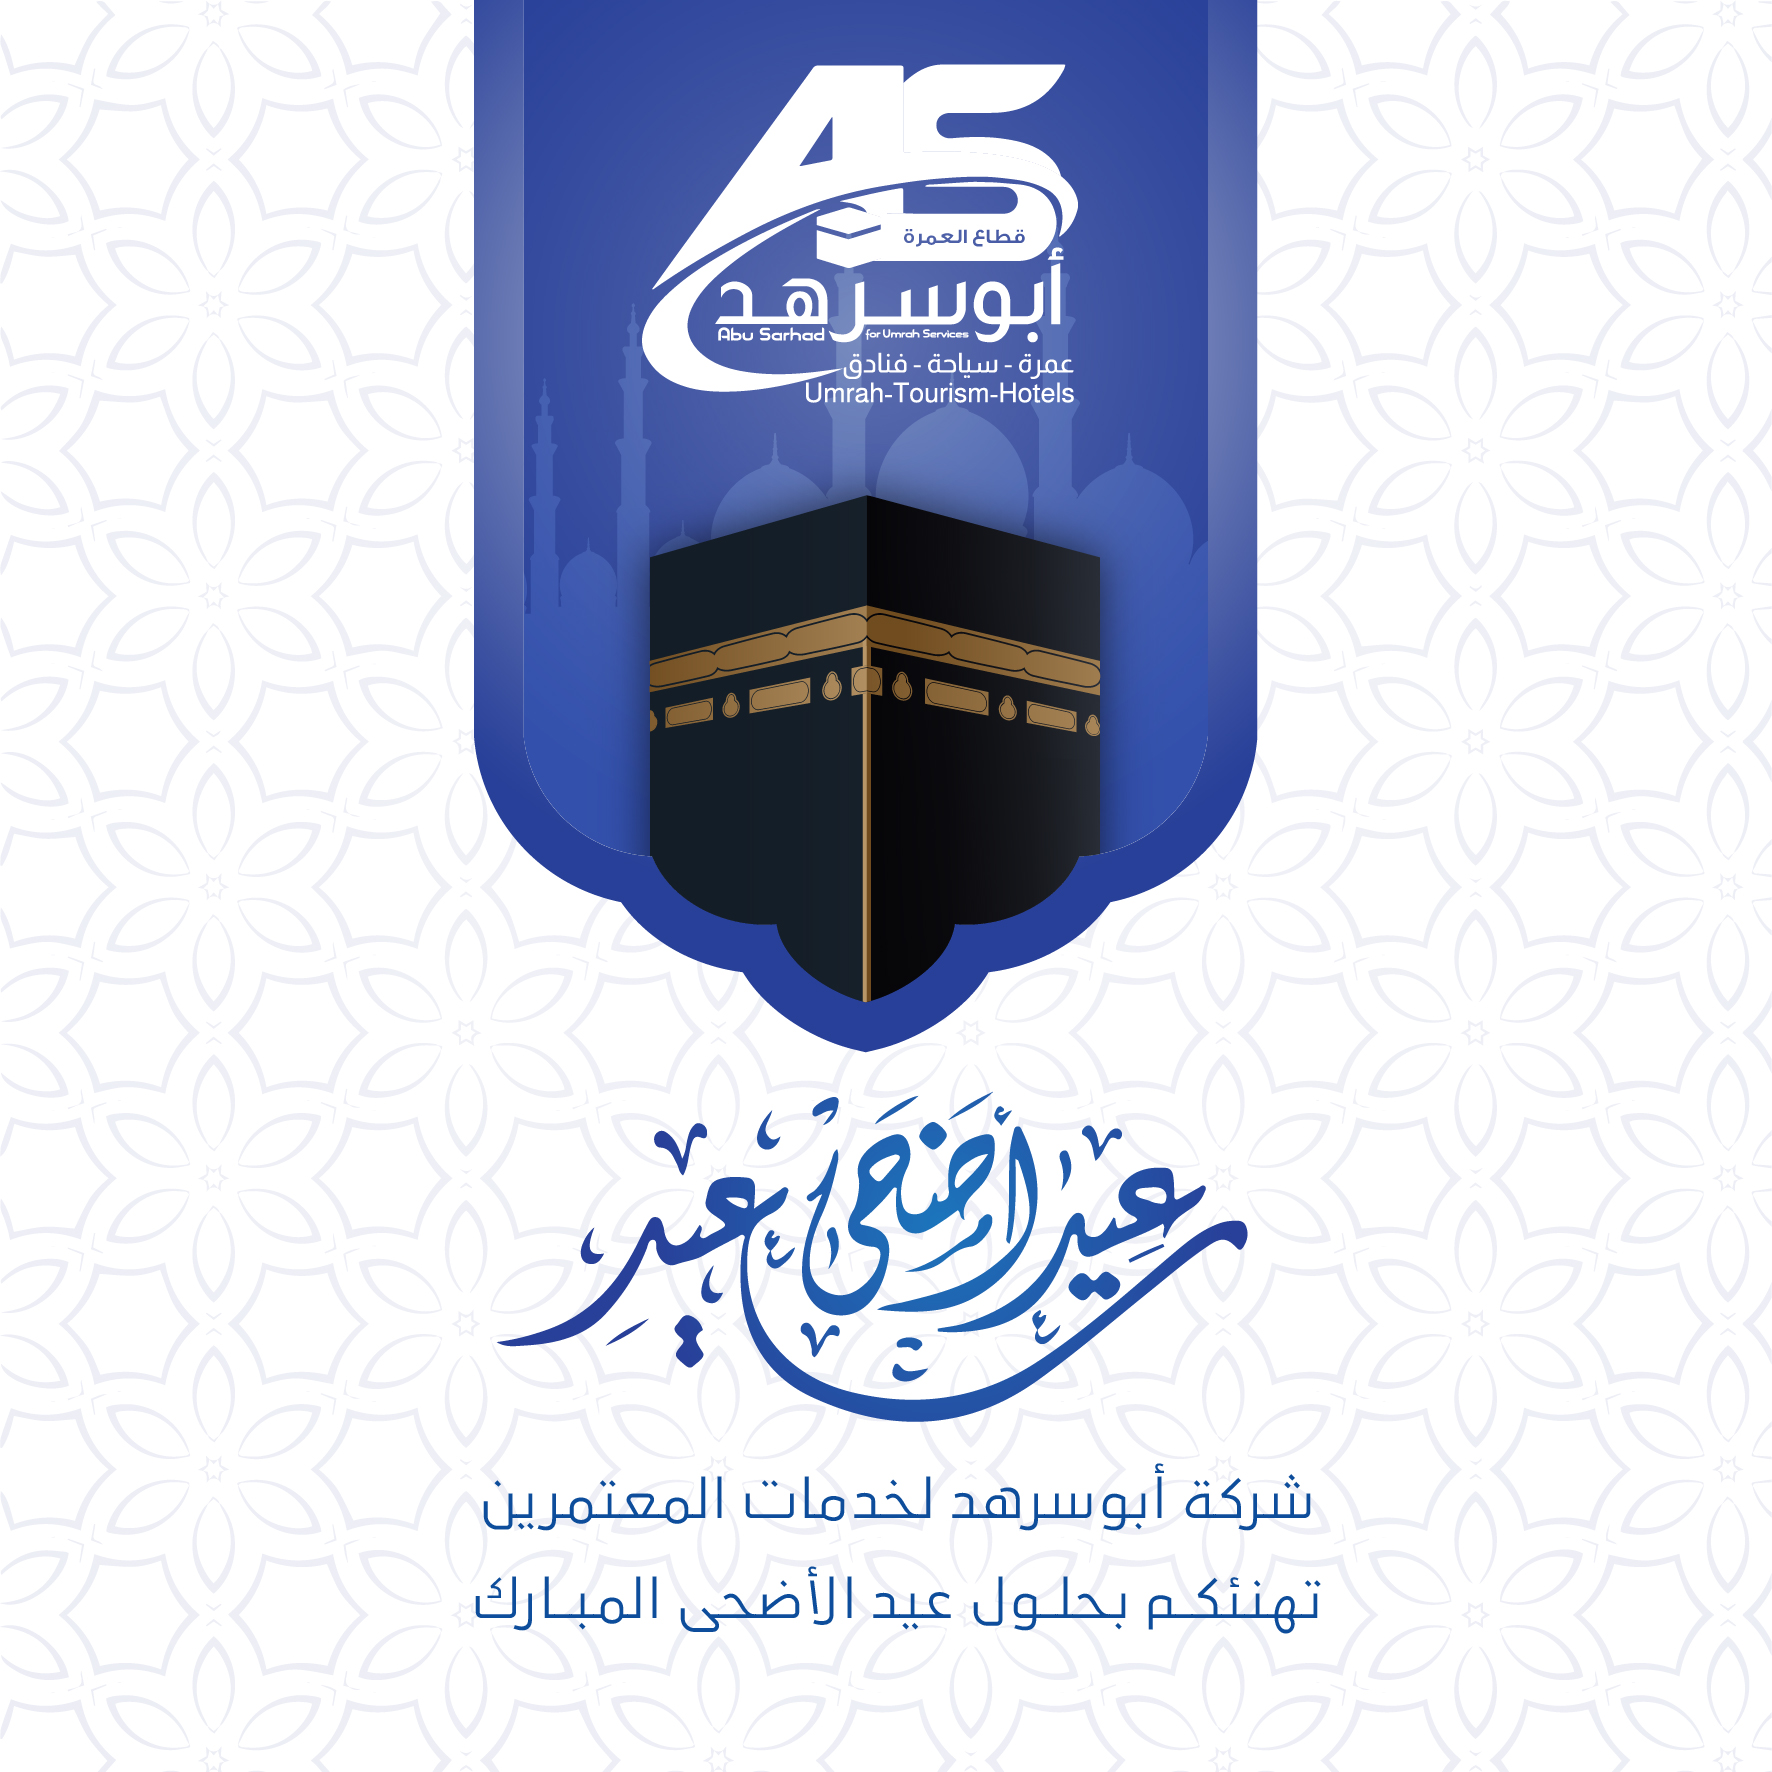 AS
قطاع العمرة
أبوسرهد
Abu Sarhad for Umrah Services
عمرة - سياحة - فنادق
Umrah-Tourism-Hotels
عيد أضحى سعيد
شركة أبوسرهد لخدمات المعتمرين
تهنئكم بحلول عيد الأضحى المبارك